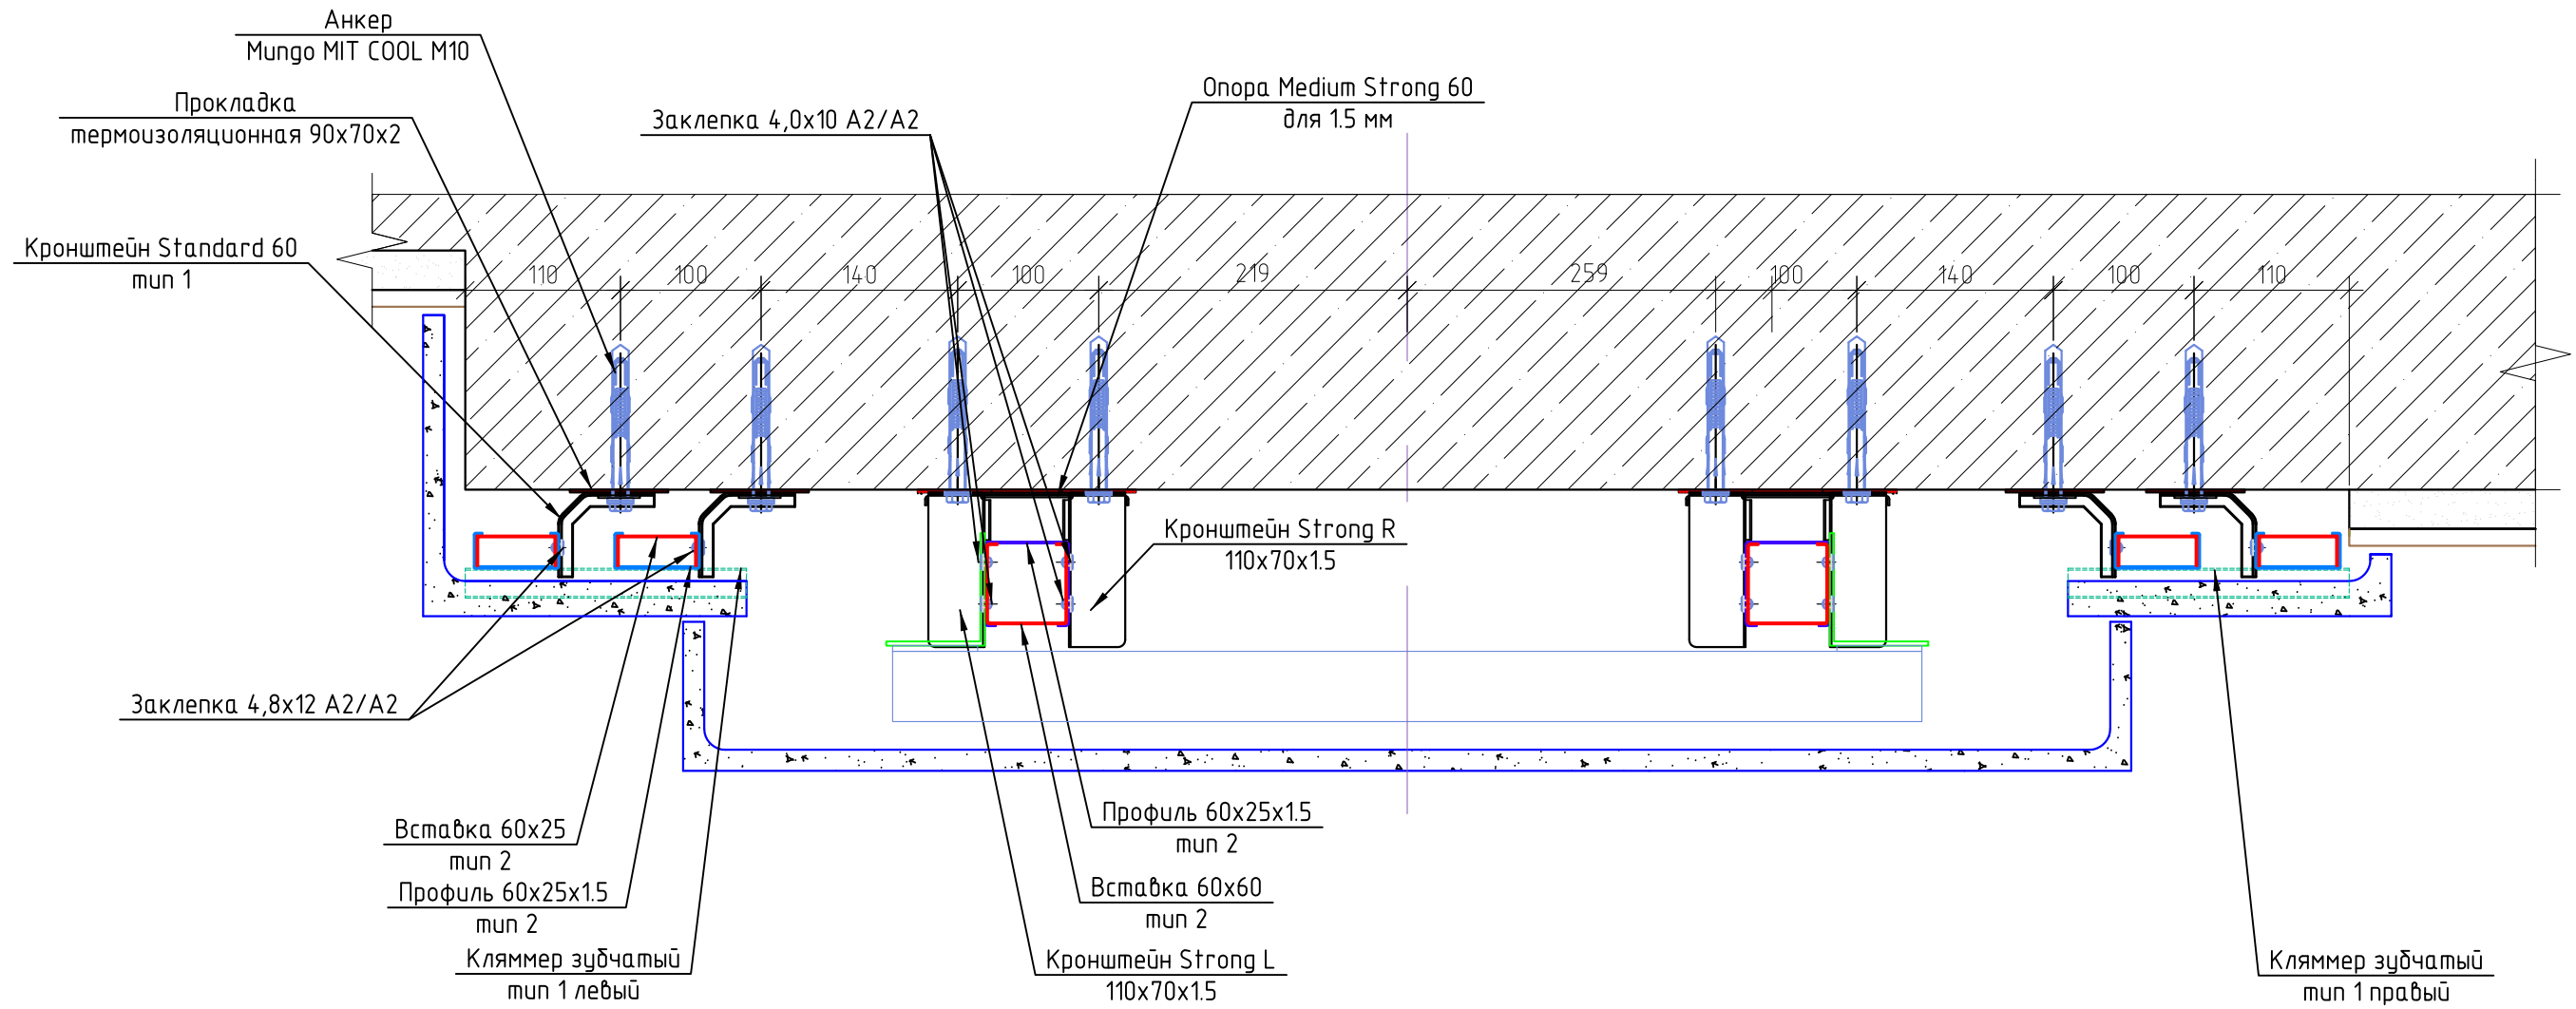 Анкер
Mungo MIT COOL M10
Прокладка
термоизоляционная 90х70х2
Заклепка 4,0х10 А2/А2
Опора Medium Strong 60
для 1.5 мм
Кронштейн Standard 60
тип 1
110 100 140 100 219 259 100 140 100 110
Кронштейн Strong R
110х70х1.5
Заклепка 4,8х12 А2/А2
Вставка 60х25
тип 2
Профиль 60х25х1.5
тип 2
Кляммер зубчатый
тип 1 левый
Профиль 60х25х1.5
тип 2
Вставка 60х60
тип 2
Кронштейн Strong L
110х70х1.5
Кляммер зубчатый
тип 1 правый